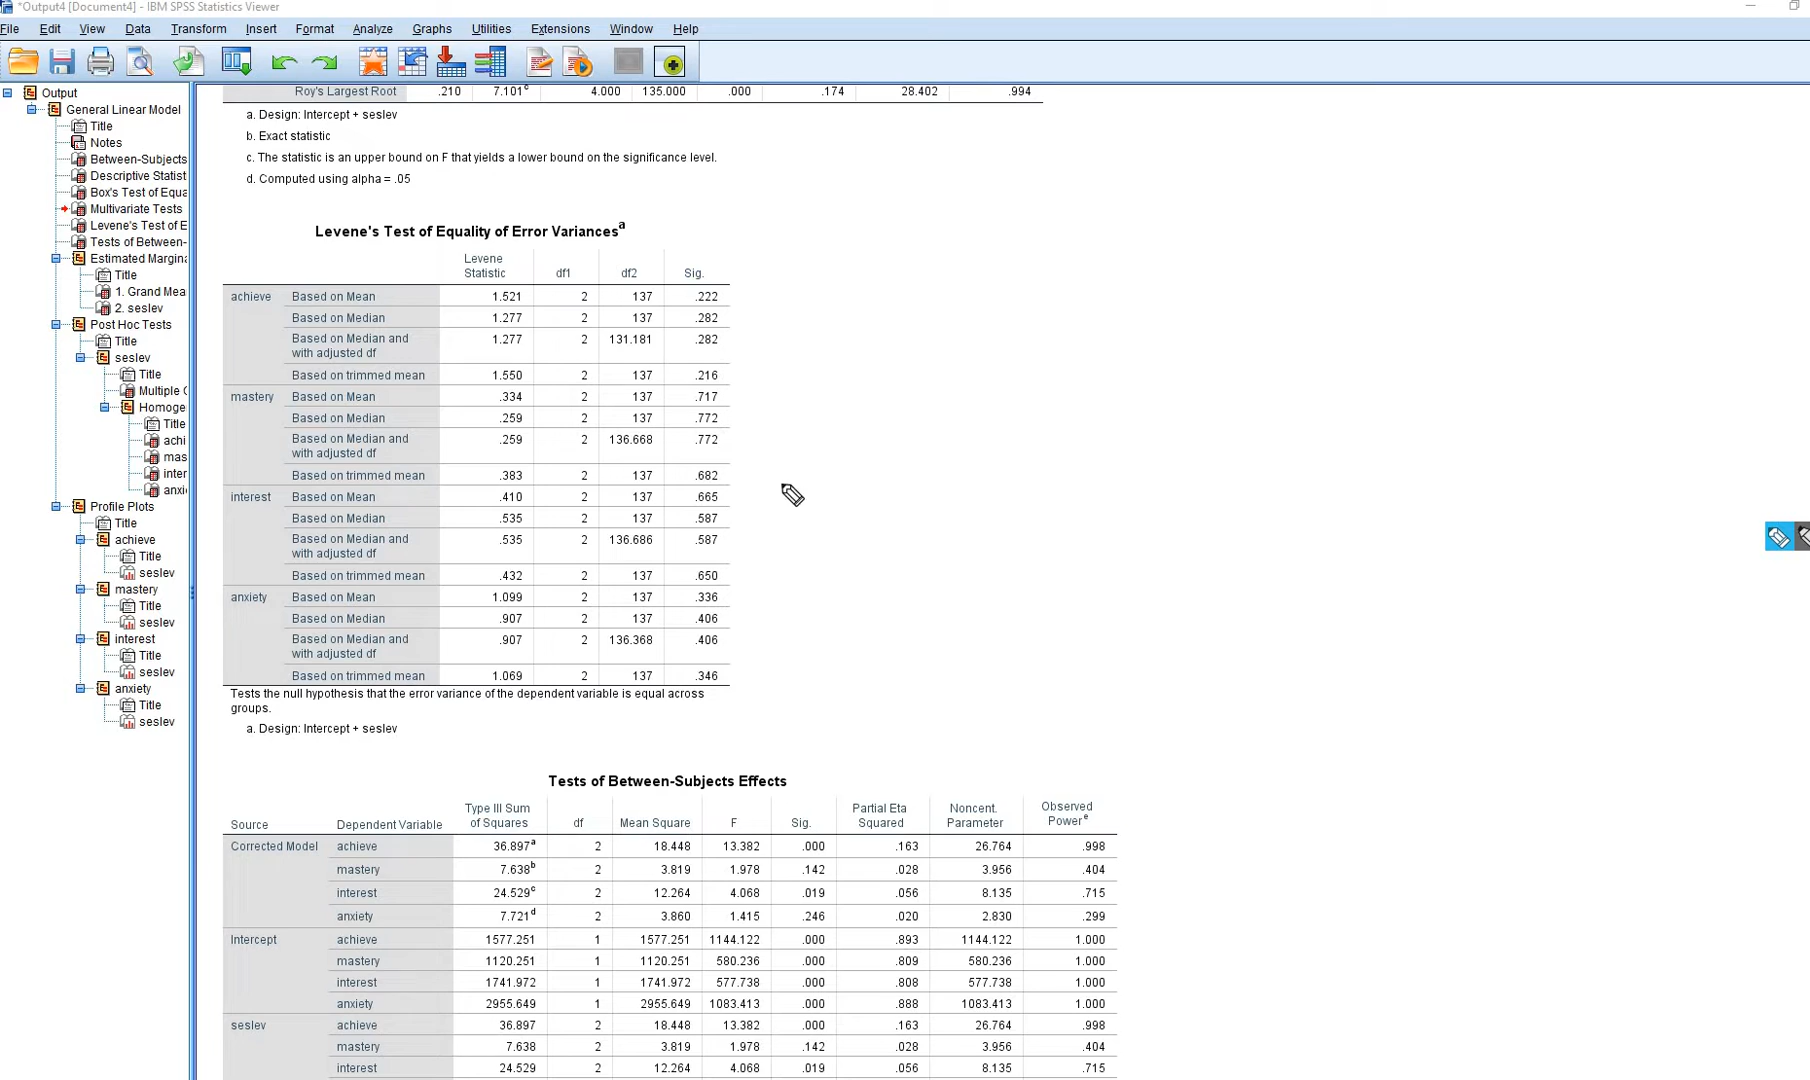 *Output4 [Document4] - IBM SPSS Statistics Viewer
File Edit View Data Transform Insert Format Analyze Graphs Utilities Extensions Window Help
Output
General Linear Model
Title
Notes
Between-Subjects
Descriptive Statist
Box's Test of Equa
Multivariate Tests
Levene's Test of E
Tests of Between-
Estimated Margina
Title
1. Grand Mea
2. seslev
Post Hoc Tests
Title
seslev
Title
Multiple C
Homoge
Title
achi
mas
inter
anxi
Profile Plots
Title
achieve
Title
seslev
mastery
Title
seslev
interest
Title
seslev
anxiety
Title
seslev
Roy's Largest Root .210 7.101c 4.000 135.000 .000 .174 28.402 .994
a. Design: Intercept + seslev
b. Exact statistic
c. The statistic is an upper bound on F that yields a lower bound on the significance level.
d. Computed using alpha = .05
Levene's Test of Equality of Error Variancesa
Levene
Statistic df1 df2 Sig.
achieve Based on Mean 1.521 2 137 .222
Based on Median 1.277 2 137 .282
Based on Median and 1.277 2 131.181 .282
with adjusted df
Based on trimmed mean 1.550 2 137 .216
mastery Based on Mean .334 2 137 .717
Based on Median .259 2 137 .772
Based on Median and .259 2 136.668 .772
with adjusted df
Based on trimmed mean .383 2 137 .682
interest Based on Mean .410 2 137 .665
Based on Median .535 2 137 .587
Based on Median and .535 2 136.686 .587
with adjusted df
Based on trimmed mean .432 2 137 .650
anxiety Based on Mean 1.099 2 137 .336
Based on Median .907 2 137 .406
Based on Median and .907 2 136.368 .406
with adjusted df
Based on trimmed mean 1.069 2 137 .346
Tests the null hypothesis that the error variance of the dependent variable is equal across
groups.
a. Design: Intercept + seslev
Tests of Between-Subjects Effects
Type III Sum Partial Eta Noncent. Observed
Source Dependent Variable of Squares df Mean Square F Sig. Squared Parameter Powere
Corrected Model achieve 36.897a 2 18.448 13.382 .000 .163 26.764 .998
mastery 7.638b 2 3.819 1.978 .142 .028 3.956 .404
interest 24.529c 2 12.264 4.068 .019 .056 8.135 .715
anxiety 7.721d 2 3.860 1.415 .246 .020 2.830 .299
Intercept achieve 1577.251 1 1577.251 1144.122 .000 .893 1144.122 1.000
mastery 1120.251 1 1120.251 580.236 .000 .809 580.236 1.000
interest 1741.972 1 1741.972 577.738 .000 .808 577.738 1.000
anxiety 2955.649 1 2955.649 1083.413 .000 .888 1083.413 1.000
seslev achieve 36.897 2 18.448 13.382 .000 .163 26.764 .998
mastery 7.638 2 3.819 1.978 .142 .028 3.956 .404
interest 24.529 2 12.264 4.068 .019 .056 8.135 .715